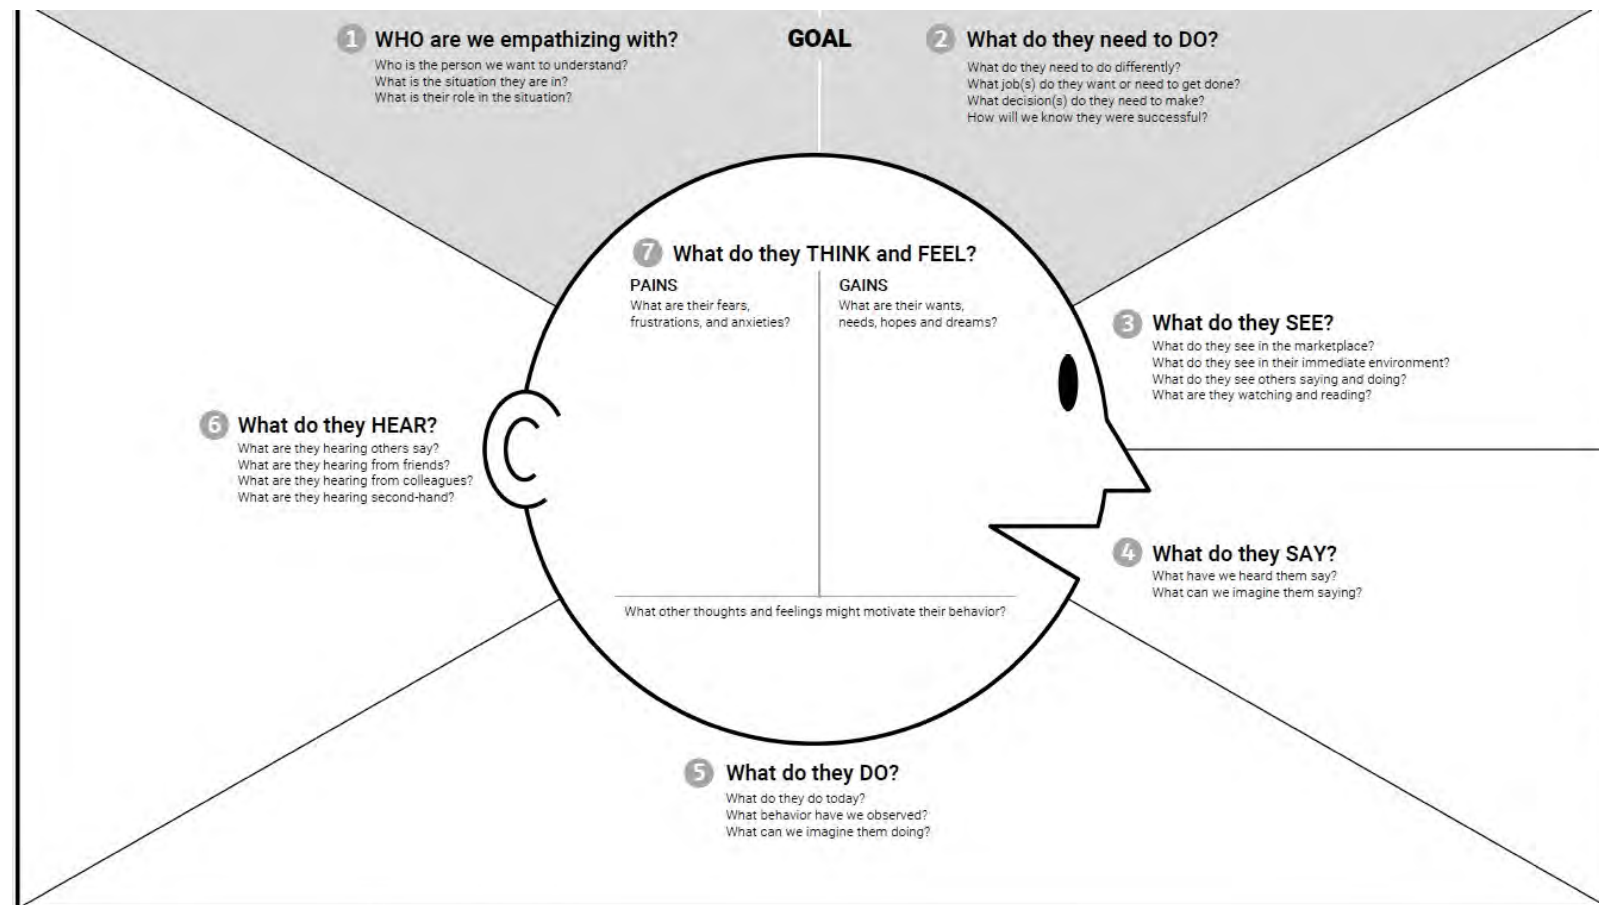 1 WHO are we empathizing with?
Who is the person we want to understand?
What is the situation they are in?
What is their role in the situation?
GOAL
2 What do they need to DO?
What do they need to do differently?
What job(s) do they want or need to get done?
What decision(s) do they need to make?
How will we know they were successful?
3 What do they SEE?
What do they see in the marketplace?
What do they see in their immediate environment?
What do they see others saying and doing?
What are they watching and reading?
4 What do they SAY?
What have we heard them say?
What can we imagine them saying?
5 What do they DO?
What do they do today?
What behavior have we observed?
What can we imagine them doing?
6 What do they HEAR?
What are they hearing others say?
What are they hearing from friends?
What are they hearing from colleagues?
What are they hearing second-hand?
7 What do they THINK and FEEL?
PAINS
What are their fears,
frustrations, and anxieties?
GAINS
What are their wants,
needs, hopes and dreams?
What other thoughts and feelings might motivate their behavior?